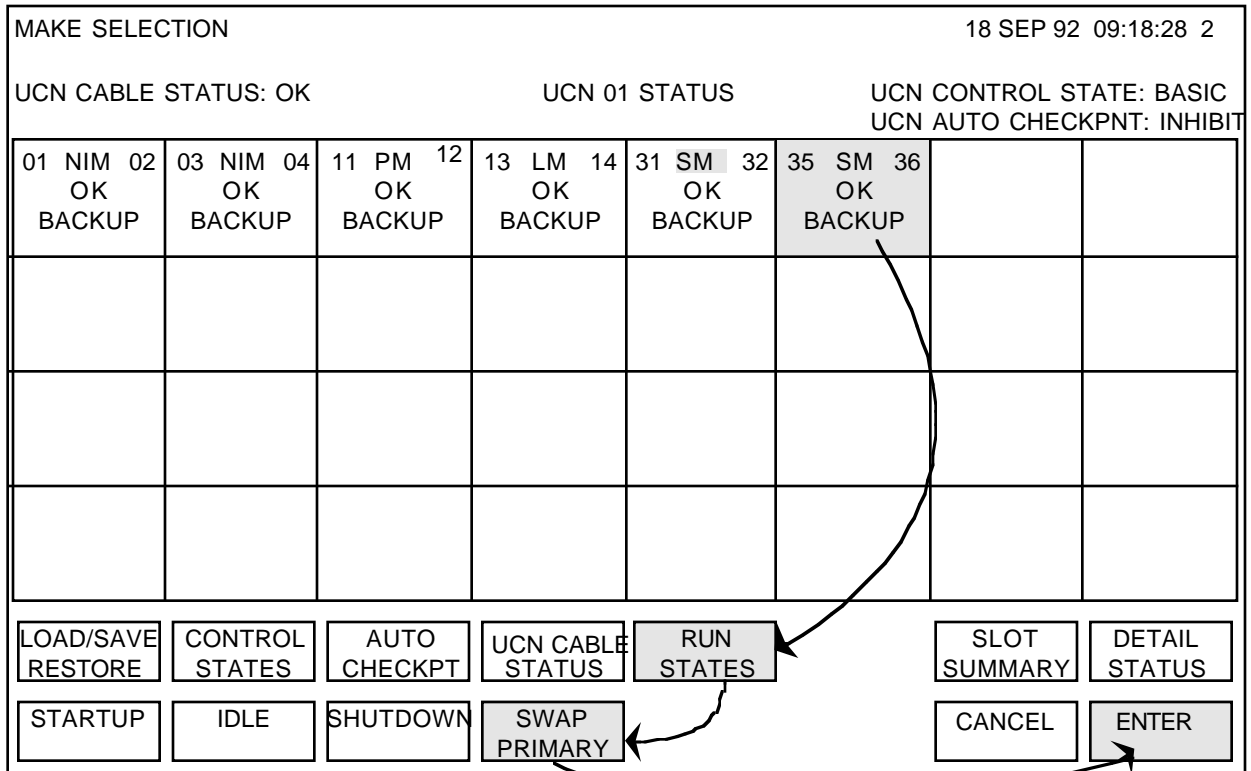 MAKE SELECTION 18 SEP 92 09:18:28 2
UCN CABLE STATUS: OK UCN 01 STATUS UCN CONTROL STATE: BASIC
UCN AUTO CHECKPNT: INHIBIT
01 NIM 02 03 NIM 04 11 PM 12 13 LM 14 31 SM 32 35 SM 36
OK OK OK OK OK OK
BACKUP BACKUP BACKUP BACKUP BACKUP BACKUP
LOAD/SAVE CONTROL AUTO UCN CABLE RUN SLOT DETAIL
RESTORE STATES CHECKPT STATUS STATES SUMMARY STATUS
STARTUP IDLE SHUTDOWN SWAP CANCEL ENTER
PRIMARY